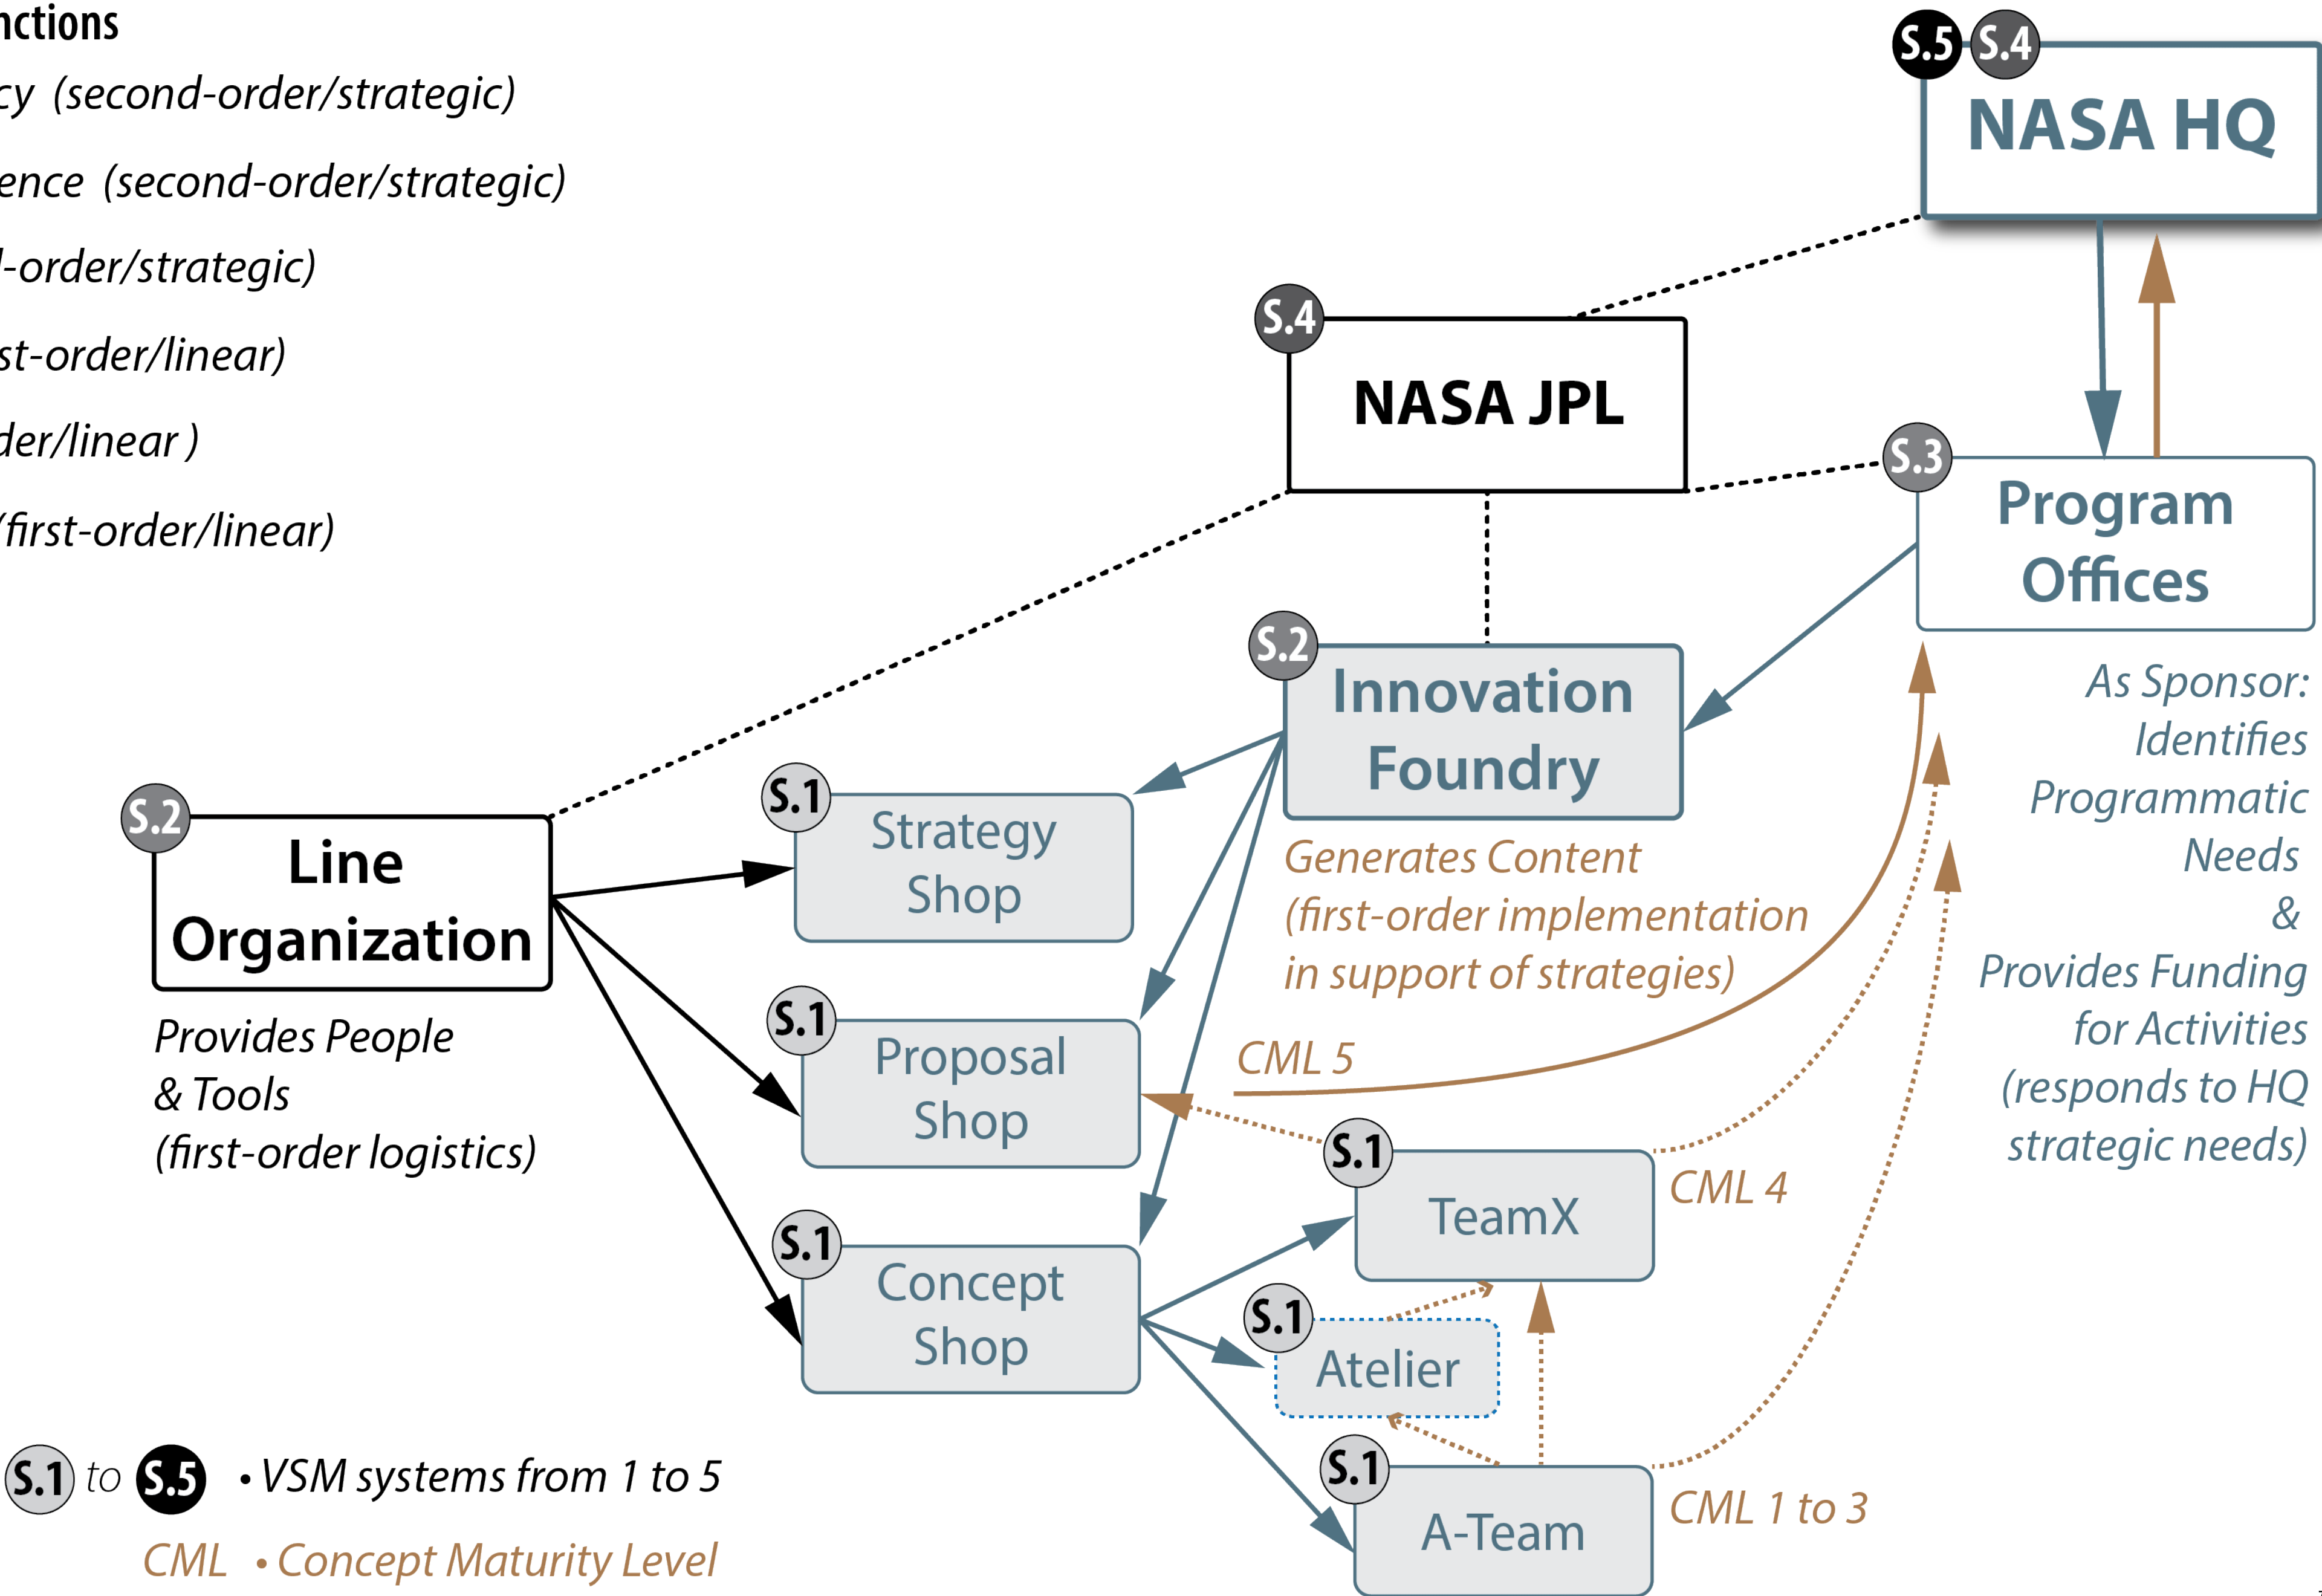 nctions
cy (second-order/strategic)
ence (second-order/strategic)
l-order/strategic)
st-order/linear)
der/linear )
(first-order/linear)
S.5 S.4
NASA HQ
S.4
NASA JPL
S.3
Program
Offices
As Sponsor:
Identifies
Programmatic
Needs
&
Provides Funding
for Activities
(responds to HQ
strategic needs)
S.2
Innovation
Foundry
Generates Content
(first-order implementation
in support of strategies)
S.2
Line
Organization
Provides People
& Tools
(first-order logistics)
S.1
Strategy
Shop
S.1
Proposal
Shop
CML 5
S.1
Concept
Shop
S.1
TeamX
CML 4
S.1
Atelier
S.1
A-Team
CML 1 to 3
S.1 to S.5 • VSM systems from 1 to 5
CML • Concept Maturity Level